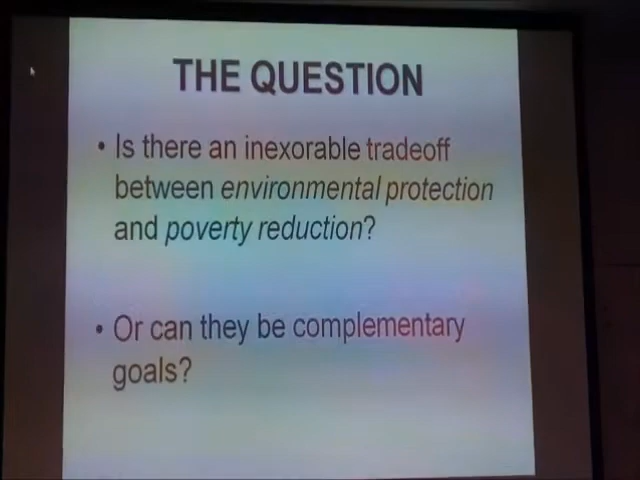 THE QUESTION
• Is there an inexorable tradeoff
between environmental protection
and poverty reduction?
• Or can they be complementary
goals?